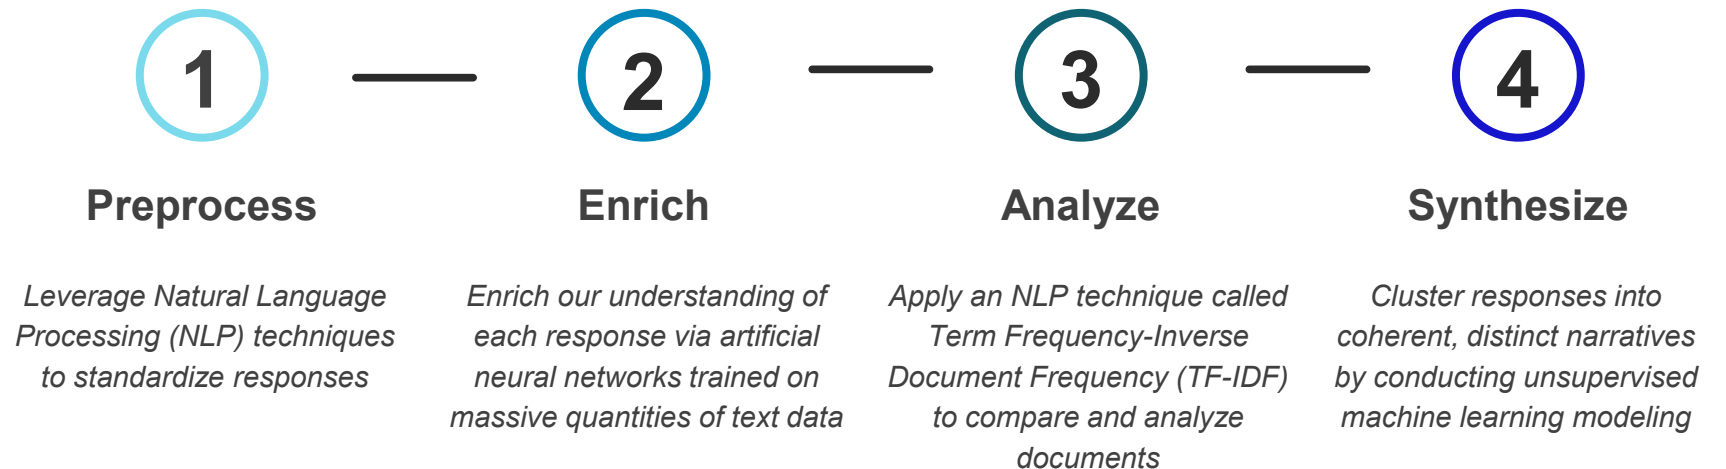 1
2
3
4
Preprocess
Enrich
Analyze
Synthesize
Leverage Natural Language
Processing (NLP) techniques
to standardize responses
Enrich our understanding of
each response via artificial
neural networks trained on
massive quantities of text data
Apply an NLP technique called
Term Frequency-Inverse
Document Frequency (TF-IDF)
to compare and analyze
documents
Cluster responses into
coherent, distinct narratives
by conducting unsupervised
machine learning modeling